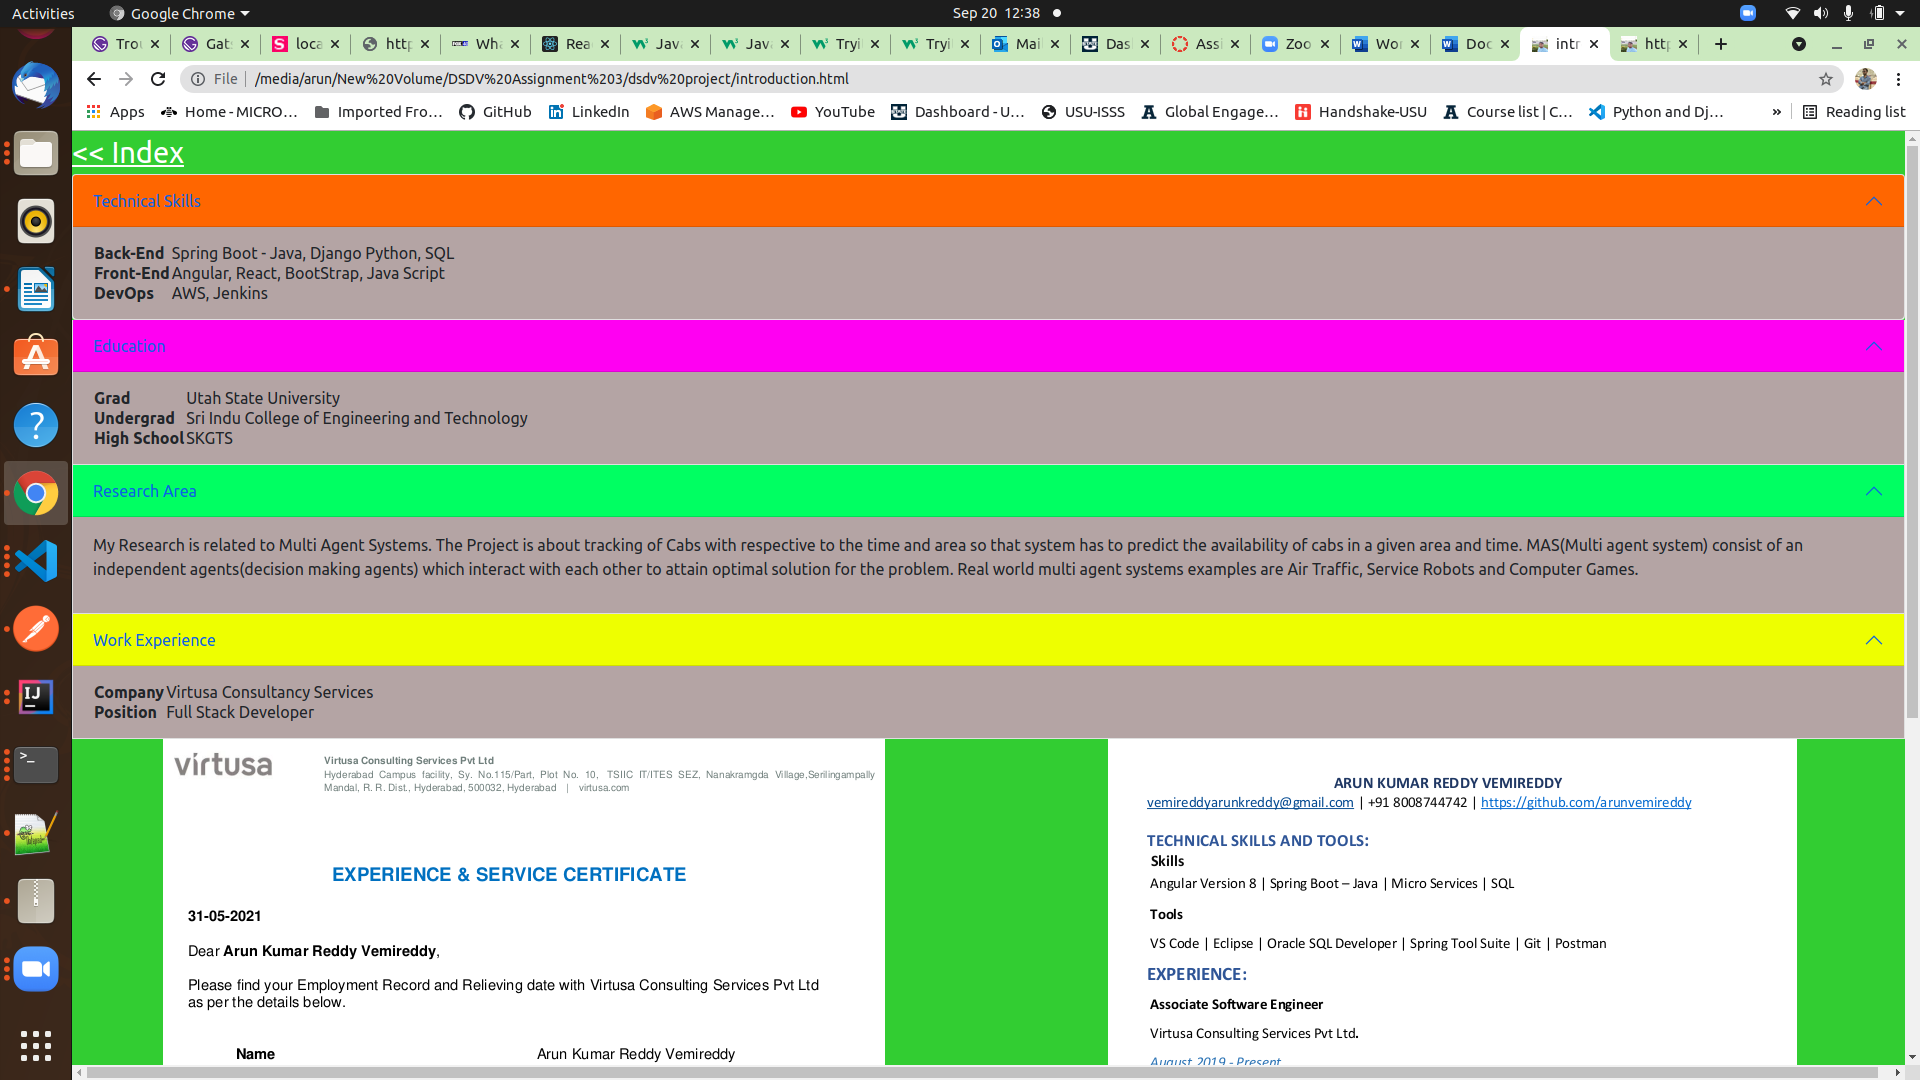 Activities
Google Chrome
Sep 20 12:38
Trou
Gats
loca
http
Wha
Rea
Java
Java
Tryi
Tryi
Mail
Das
Assi
Zoo
Wor
Doc
intr
http
File
/media/arun/New%20Volume/DSDV%20Assignment%203/dsdv%20project/introduction.html
Apps
Home - MICRO...
Imported Fro...
GitHub
LinkedIn
AWS Manage...
YouTube
Dashboard - U...
USU-ISSS
Global Engage...
Handshake-USU
Course list | C...
Python and Dj...
»
Reading list
<< Index
Technical Skills
Back-End Spring Boot - Java, Django Python, SQL
Front-End Angular, React, BootStrap, Java Script
DevOps AWS, Jenkins
Education
Grad Utah State University
Undergrad Sri Indu College of Engineering and Technology
High School SKGTS
Research Area
My Research is related to Multi Agent Systems. The Project is about tracking of Cabs with respective to the time and area so that system has to predict the availability of cabs in a given area and time. MAS(Multi agent system) consist of an
independent agents(decision making agents) which interact with each other to attain optimal solution for the problem. Real world multi agent systems examples are Air Traffic, Service Robots and Computer Games.
Work Experience
Company Virtusa Consultancy Services
Position Full Stack Developer
virtusa
Virtusa Consulting Services Pvt Ltd
Hyderabad Campus facility, Sy. No.115/Part, Plot No. 10, TSIIC IT/ITES SEZ, Nanakramgda Village,Serilingampally
Mandal, R. R. Dist., Hyderabad, 500032, Hyderabad | virtusa.com
EXPERIENCE & SERVICE CERTIFICATE
31-05-2021
Dear Arun Kumar Reddy Vemireddy,
Please find your Employment Record and Relieving date with Virtusa Consulting Services Pvt Ltd
as per the details below.
Name Arun Kumar Reddy Vemireddy
ARUN KUMAR REDDY VEMIREDDY
vemireddyarunkreddy@gmail.com | +91 8008744742 | https://github.com/arunvemireddy
TECHNICAL SKILLS AND TOOLS:
Skills
Angular Version 8 | Spring Boot – Java | Micro Services | SQL
Tools
VS Code | Eclipse | Oracle SQL Developer | Spring Tool Suite | Git | Postman
EXPERIENCE:
Associate Software Engineer
Virtusa Consulting Services Pvt Ltd.
August 2019 - Present